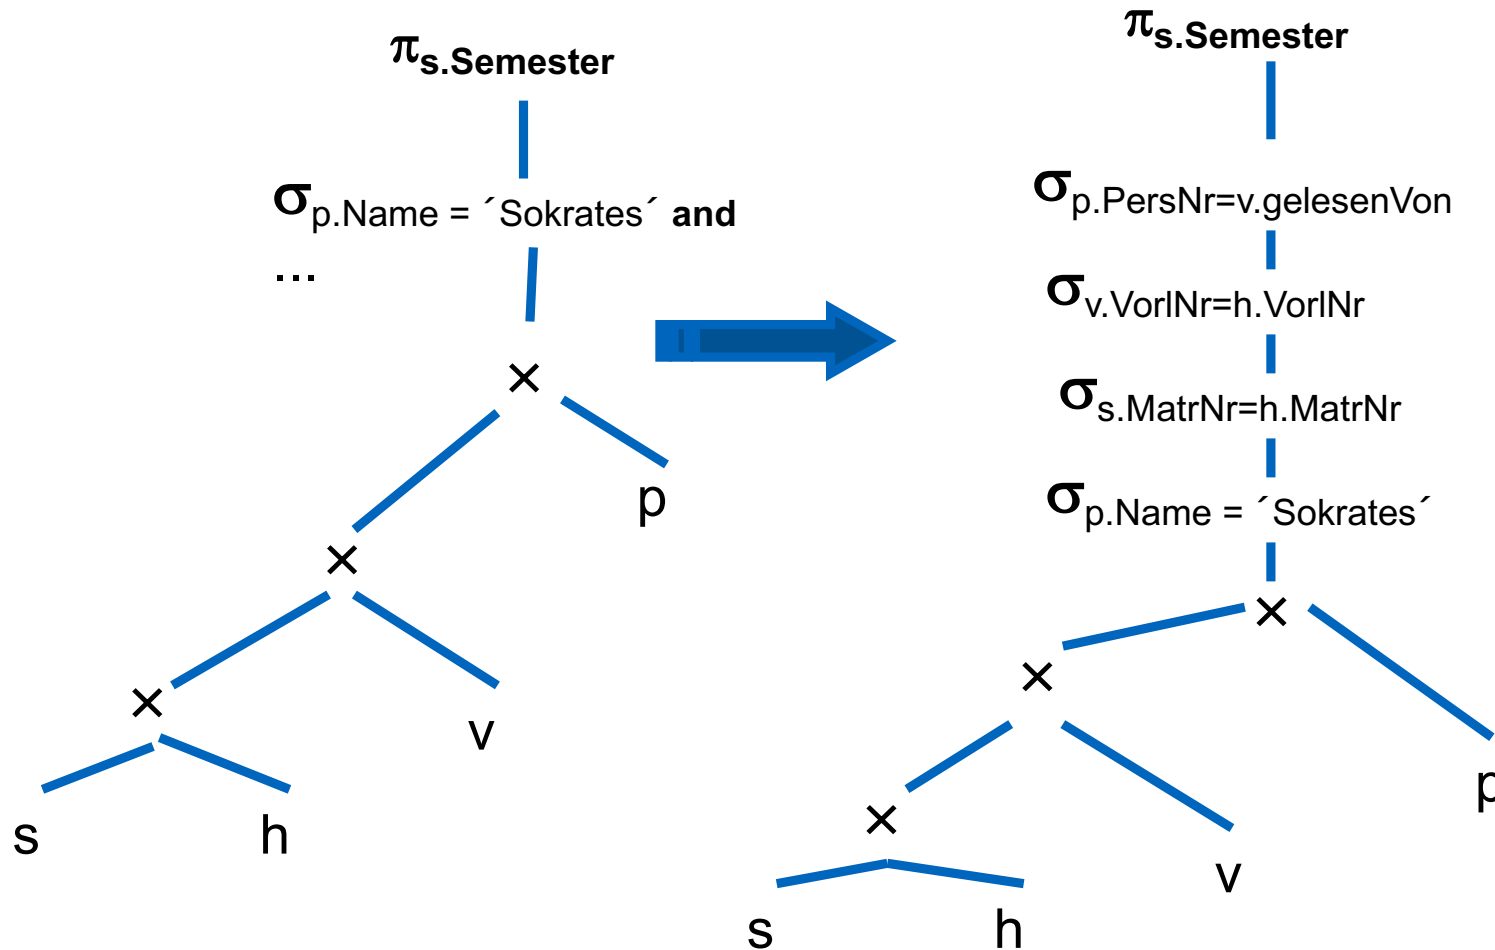 πs.Semester
σp.Name = ´Sokrates´ and
...
×
p
×
×
v
s
h
πs.Semester
σp.PersNr=v.gelesenVon
σv.VorlNr=h.VorlNr
σs.MatrNr=h.MatrNr
σp.Name = ´Sokrates´
×
×
p
×
v
s
h